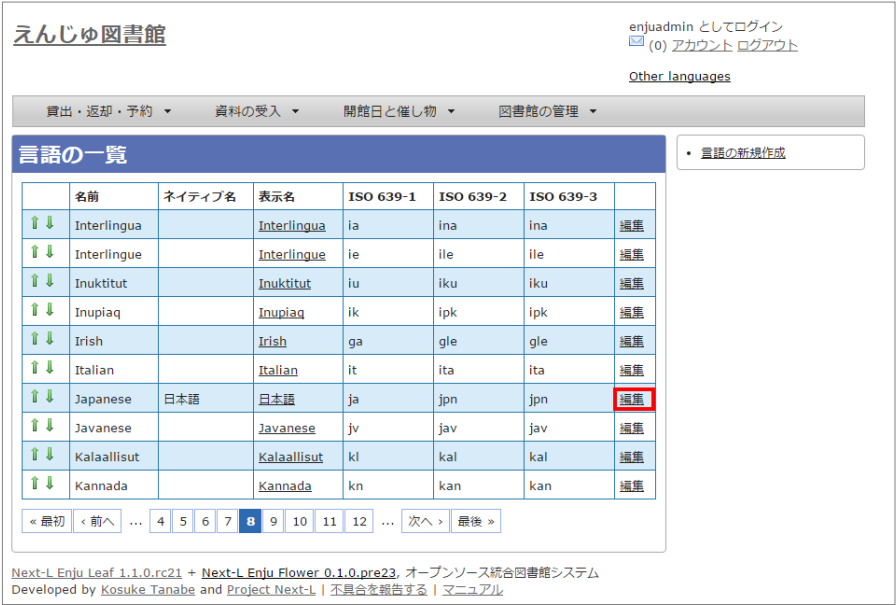 えんじゅ図書館
enjuadmin としてログイン
(0) アカウント ログアウト
Other languages
貸出・返却・予約 ▼ 資料の受入 ▼ 開館日と催し物 ▼ 図書館の管理 ▼
言語の一覧
• 言語の新規作成
名前 ネイティブ名 表示名 ISO 639-1 ISO 639-2 ISO 639-3
Interlingua Interlingua ia ina ina 編集
Interlingue Interlingue ie ile ile 編集
Inuktitut Inuktitut iu iku iku 編集
Inupiaq Inupiaq ik ipk ipk 編集
Irish Irish ga gle gle 編集
Italian Italian it ita ita 編集
Japanese 日本語 日本語 ja jpn jpn 編集
Javanese Javanese jv jav jav 編集
Kalaallisut Kalaallisut kl kal kal 編集
Kannada Kannada kn kan kan 編集
« 最初 ‹ 前へ ... 4 5 6 7 8 9 10 11 12 ... 次へ › 最後 »
Next-L Enju Leaf 1.1.0.rc21 + Next-L Enju Flower 0.1.0.pre23, オープンソース統合図書館システム
Developed by Kosuke Tanabe and Project Next-L | 不具合を報告する | マニュアル